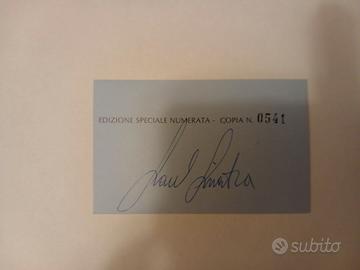 EDIZIONE SPECIALE NUMERATA - COPIA N. 0541
subito